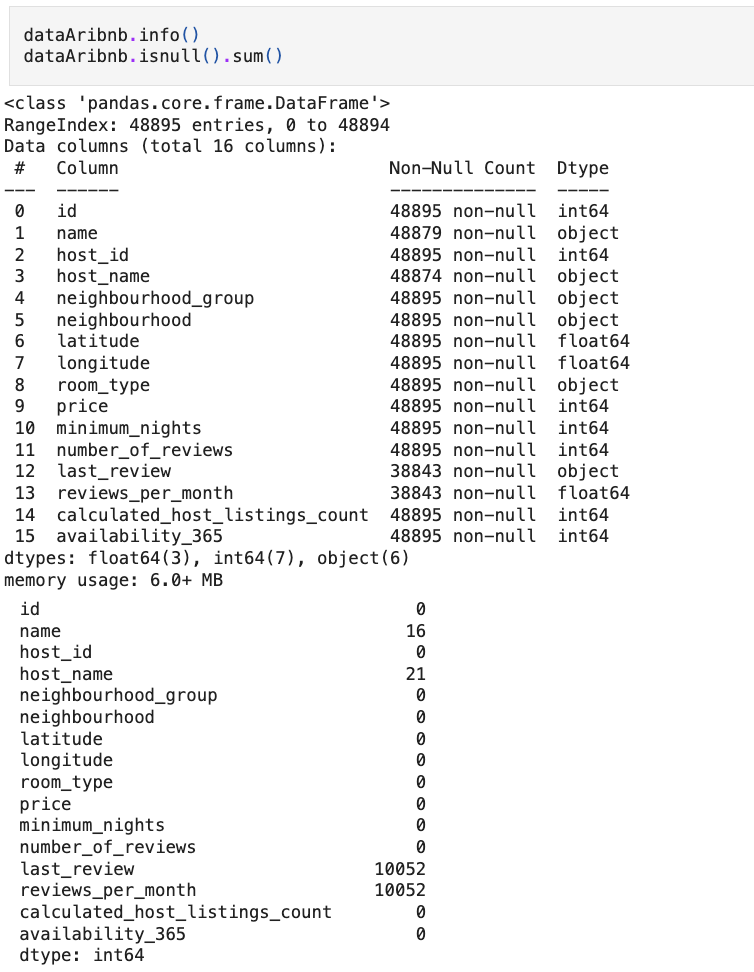 dataAribnb.info()
dataAribnb.isnull().sum()
<class 'pandas.core.frame.DataFrame'>
RangeIndex: 48895 entries, 0 to 48894
Data columns (total 16 columns):
 #   Column                          Non-Null Count  Dtype
---  ------                          --------------  -----
 0   id                              48895 non-null  int64
 1   name                            48879 non-null  object
 2   host_id                         48895 non-null  int64
 3   host_name                       48874 non-null  object
 4   neighbourhood_group             48895 non-null  object
 5   neighbourhood                   48895 non-null  object
 6   latitude                        48895 non-null  float64
 7   longitude                       48895 non-null  float64
 8   room_type                       48895 non-null  object
 9   price                           48895 non-null  int64
 10  minimum_nights                  48895 non-null  int64
 11  number_of_reviews               48895 non-null  int64
 12  last_review                     38843 non-null  object
 13  reviews_per_month               38843 non-null  float64
 14  calculated_host_listings_count  48895 non-null  int64
 15  availability_365                48895 non-null  int64
dtypes: float64(3), int64(7), object(6)
memory usage: 6.0+ MB
id                                    0
name                                 16
host_id                               0
host_name                            21
neighbourhood_group                   0
neighbourhood                         0
latitude                              0
longitude                             0
room_type                             0
price                                 0
minimum_nights                        0
number_of_reviews                     0
last_review                       10052
reviews_per_month                 10052
calculated_host_listings_count        0
availability_365                      0
dtype: int64